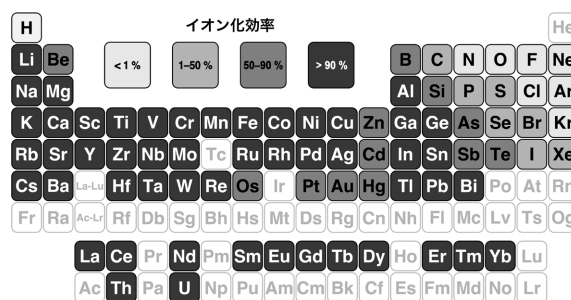 イオン化効率
H He
<1 % 1–50 % 50–90 % > 90 %
Li Be B C N O F Ne
Na Mg Al Si P S Cl Ar
K Ca Sc Ti V Cr Mn Fe Co Ni Cu Zn Ga Ge As Se Br Kr
Rb Sr Y Zr Nb Mo Tc Ru Rh Pd Ag Cd In Sn Sb Te I Xe
Cs Ba La-Lu Hf Ta W Re Os Ir Pt Au Hg Tl Pb Bi Po At Rn
Fr Ra Ac-Lr Rf Db Sg Bh Hs Mt Ds Rg Cn Nh Fl Mc Lv Ts Og
La Ce Pr Nd Pm Sm Eu Gd Tb Dy Ho Er Tm Yb Lu
Ac Th Pa U Np Pu Am Cm Bk Cf Es Fm Md No Lr